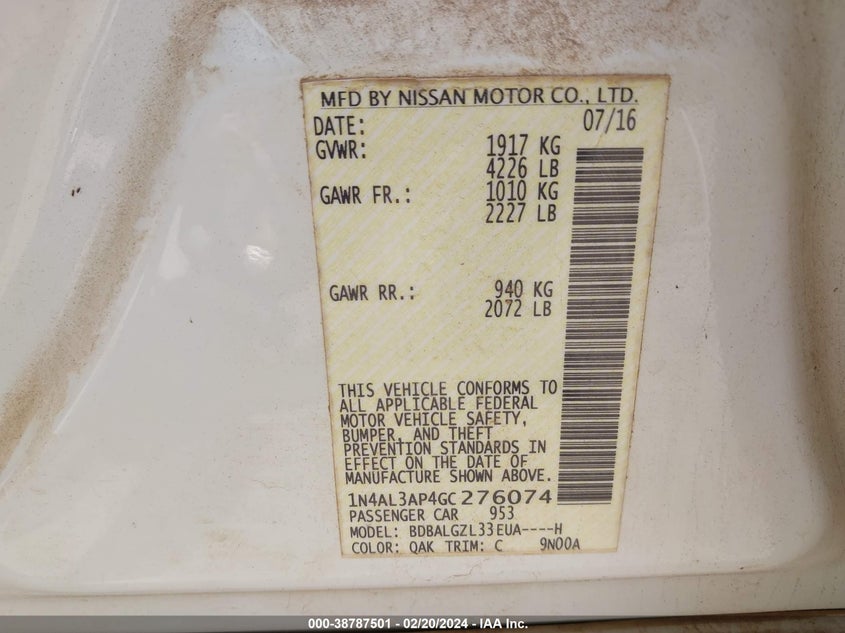 MFD BY NISSAN MOTOR CO., LTD.
DATE: 07/16
GVWR: 1917 KG
4226 LB
GAWR FR.: 1010 KG
2227 LB
GAWR RR.: 940 KG
2072 LB
THIS VEHICLE CONFORMS TO
ALL APPLICABLE FEDERAL
MOTOR VEHICLE SAFETY,
BUMPER, AND THEFT
PREVENTION STANDARDS IN
EFFECT ON THE DATE OF
MANUFACTURE SHOWN ABOVE.
1N4AL3AP4GC276074
PASSENGER CAR 953
MODEL: BDBALGZL33EUA----H
COLOR: QAK TRIM: C 9N00A
000-38787501 - 02/20/2024 - IAA Inc.